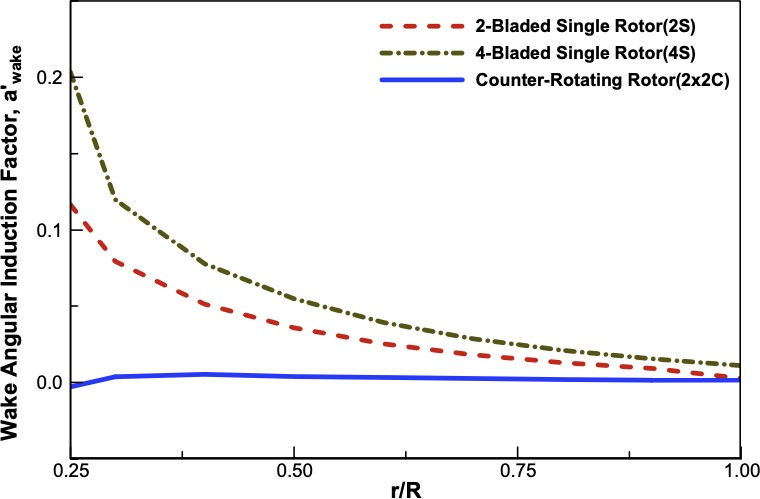 2-Bladed Single Rotor(2S)
4-Bladed Single Rotor(4S)
Counter-Rotating Rotor(2x2C)
Wake Angular Induction Factor, a'wake
0.2
0.1
0.0
0.25
0.50
0.75
1.00
r/R